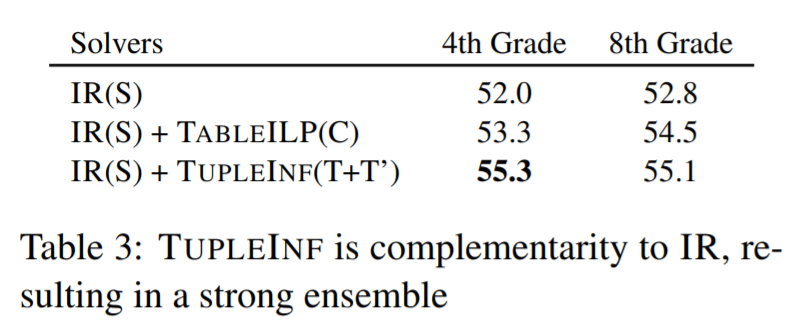 Solvers 4th Grade 8th Grade
IR(S) 52.0 52.8
IR(S) + TABLEILP(C) 53.3 54.5
IR(S) + TUPLEINF(T+T’) 55.3 55.1
Table 3: TUPLEINF is complementarity to IR, re-
sulting in a strong ensemble